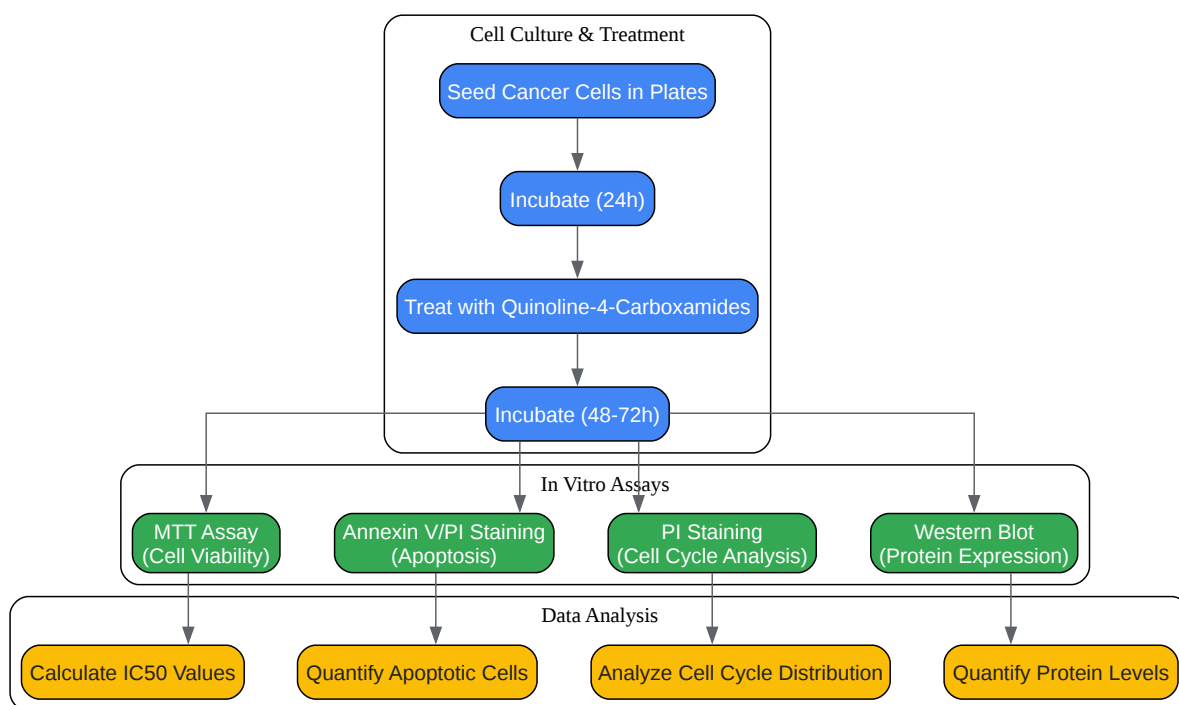 Cell Culture & Treatment
Seed Cancer Cells in Plates
Incubate (24h)
Treat with Quinoline-4-Carboxamides
Incubate (48-72h)
In Vitro Assays
MTT Assay
(Cell Viability)
Annexin V/PI Staining
(Apoptosis)
PI Staining
(Cell Cycle Analysis)
Western Blot
(Protein Expression)
Data Analysis
Calculate IC50 Values
Quantify Apoptotic Cells
Analyze Cell Cycle Distribution
Quantify Protein Levels